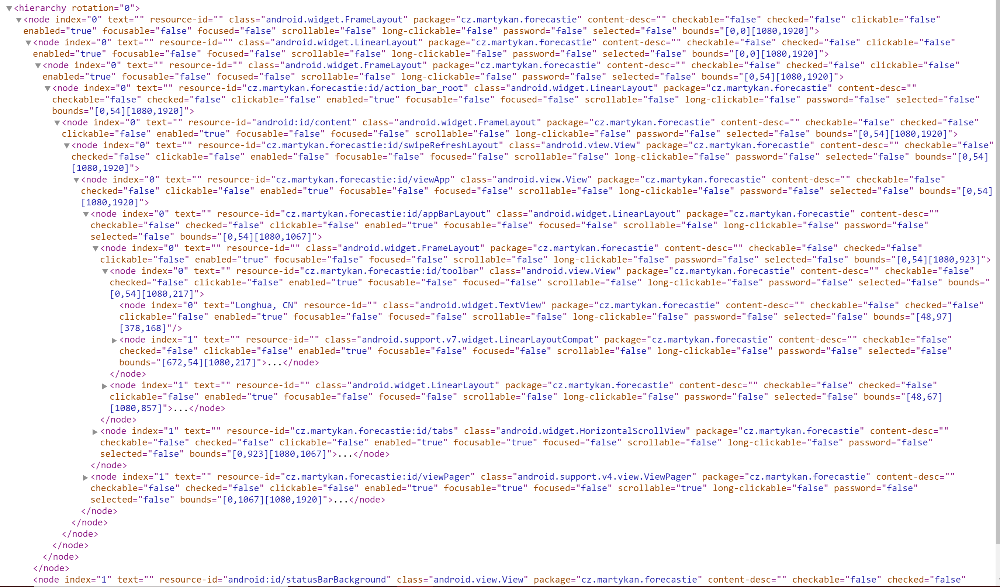 ▼<hierarchy rotation="0">
▼<node index="0" text="" resource-id="" class="android.widget.FrameLayout" package="cz.martykan.forecastie" content-desc="" checkable="false" checked="false" clickable="false"
enabled="true" focusable="false" focused="false" scrollable="false" long-clickable="false" password="false" selected="false" bounds="[0,0][1080,1920]">
▼<node index="0" text="" resource-id="" class="android.widget.LinearLayout" package="cz.martykan.forecastie" content-desc="" checkable="false" checked="false" clickable="false"
enabled="true" focusable="false" focused="false" scrollable="false" long-clickable="false" password="false" selected="false" bounds="[0,0][1080,1920]">
▼<node index="0" text="" resource-id="" class="android.widget.FrameLayout" package="cz.martykan.forecastie" content-desc="" checkable="false" checked="false" clickable="false"
enabled="true" focusable="false" focused="false" scrollable="false" long-clickable="false" password="false" selected="false" bounds="[0,54][1080,1920]">
▼<node index="0" text="" resource-id="cz.martykan.forecastie:id/action_bar_root" class="android.widget.LinearLayout" package="cz.martykan.forecastie" content-desc=""
checkable="false" checked="false" clickable="false" enabled="true" focusable="false" focused="false" scrollable="false" long-clickable="false" password="false" selected="false"
bounds="[0,54][1080,1920]">
▼<node index="0" text="" resource-id="android:id/content" class="android.widget.FrameLayout" package="cz.martykan.forecastie" content-desc="" checkable="false" checked="false"
clickable="false" enabled="true" focusable="false" focused="false" scrollable="false" long-clickable="false" password="false" selected="false" bounds="[0,54][1080,1920]">
▼<node index="0" text="" resource-id="cz.martykan.forecastie:id/swipeRefreshLayout" class="android.view.View" package="cz.martykan.forecastie" content-desc="" checkable="false"
checked="false" clickable="false" enabled="false" focusable="false" focused="false" scrollable="false" long-clickable="false" password="false" selected="false" bounds="[0,54]
[1080,1920]">
▼<node index="0" text="" resource-id="cz.martykan.forecastie:id/viewApp" class="android.view.View" package="cz.martykan.forecastie" content-desc="" checkable="false"
checked="false" clickable="false" enabled="true" focusable="false" focused="false" scrollable="false" long-clickable="false" password="false" selected="false" bounds="[0,54]
[1080,1920]">
▼<node index="0" text="" resource-id="cz.martykan.forecastie:id/appBarLayout" class="android.widget.LinearLayout" package="cz.martykan.forecastie" content-desc=""
checkable="false" checked="false" clickable="false" enabled="true" focusable="false" focused="false" scrollable="false" long-clickable="false" password="false"
selected="false" bounds="[0,54][1080,1067]">
▼<node index="0" text="" resource-id="" class="android.widget.FrameLayout" package="cz.martykan.forecastie" content-desc="" checkable="false" checked="false"
clickable="false" enabled="true" focusable="false" focused="false" scrollable="false" long-clickable="false" password="false" selected="false" bounds="[0,54][1080,923]">
▼<node index="0" text="" resource-id="cz.martykan.forecastie:id/toolbar" class="android.view.View" package="cz.martykan.forecastie" content-desc="" checkable="false"
checked="false" clickable="false" enabled="true" focusable="false" focused="false" scrollable="false" long-clickable="false" password="false" selected="false" bounds="
[0,54][1080,217]">
<node index="0" text="Longhua, CN" resource-id="" class="android.widget.TextView" package="cz.martykan.forecastie" content-desc="" checkable="false" checked="false"
clickable="false" enabled="true" focusable="false" focused="false" scrollable="false" long-clickable="false" password="false" selected="false" bounds="[48,97]
[378,168]"/>
▶<node index="1" text="" resource-id="" class="android.support.v7.widget.LinearLayoutCompat" package="cz.martykan.forecastie" content-desc="" checkable="false"
checked="false" clickable="false" enabled="true" focusable="false" focused="false" scrollable="false" long-clickable="false" password="false" selected="false"
bounds="[672,54][1080,217]">...</node>
</node>
▶<node index="1" text="" resource-id="" class="android.widget.LinearLayout" package="cz.martykan.forecastie" content-desc="" checkable="false" checked="false"
clickable="false" enabled="true" focusable="false" focused="false" scrollable="false" long-clickable="false" password="false" selected="false" bounds="[48,67]
[1080,857]">...</node>
</node>
▶<node index="1" text="" resource-id="cz.martykan.forecastie:id/tabs" class="android.widget.HorizontalScrollView" package="cz.martykan.forecastie" content-desc=""
checkable="false" checked="false" clickable="false" enabled="true" focusable="true" focused="false" scrollable="false" long-clickable="false" password="false"
selected="false" bounds="[0,923][1080,1067]">...</node>
</node>
▶<node index="1" text="" resource-id="cz.martykan.forecastie:id/viewPager" class="android.support.v4.view.ViewPager" package="cz.martykan.forecastie" content-desc=""
checkable="false" checked="false" clickable="false" enabled="true" focusable="true" focused="false" scrollable="true" long-clickable="false" password="false"
selected="false" bounds="[0,1067][1080,1920]">...</node>
</node>
</node>
</node>
</node>
</node>
</node>
<node index="1" text="" resource-id="android:id/statusBarBackground" class="android.view.View" package="cz.martykan.forecastie" content-desc="" checkable="false" checked="false"